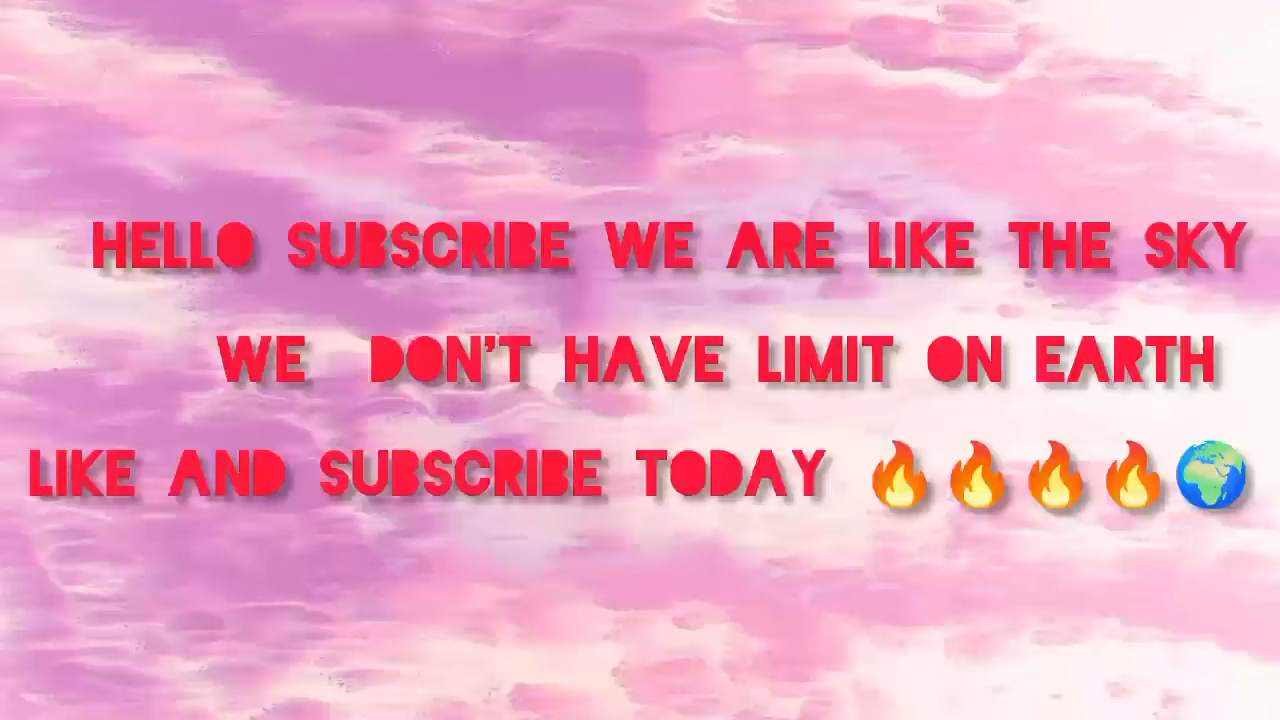 HELLO SUBSCRIBE WE ARE LIKE THE SKY
WE DON'T HAVE LIMIT ON EARTH
LIKE AND SUBSCRIBE TODAY 🔥🔥🔥🔥🌍